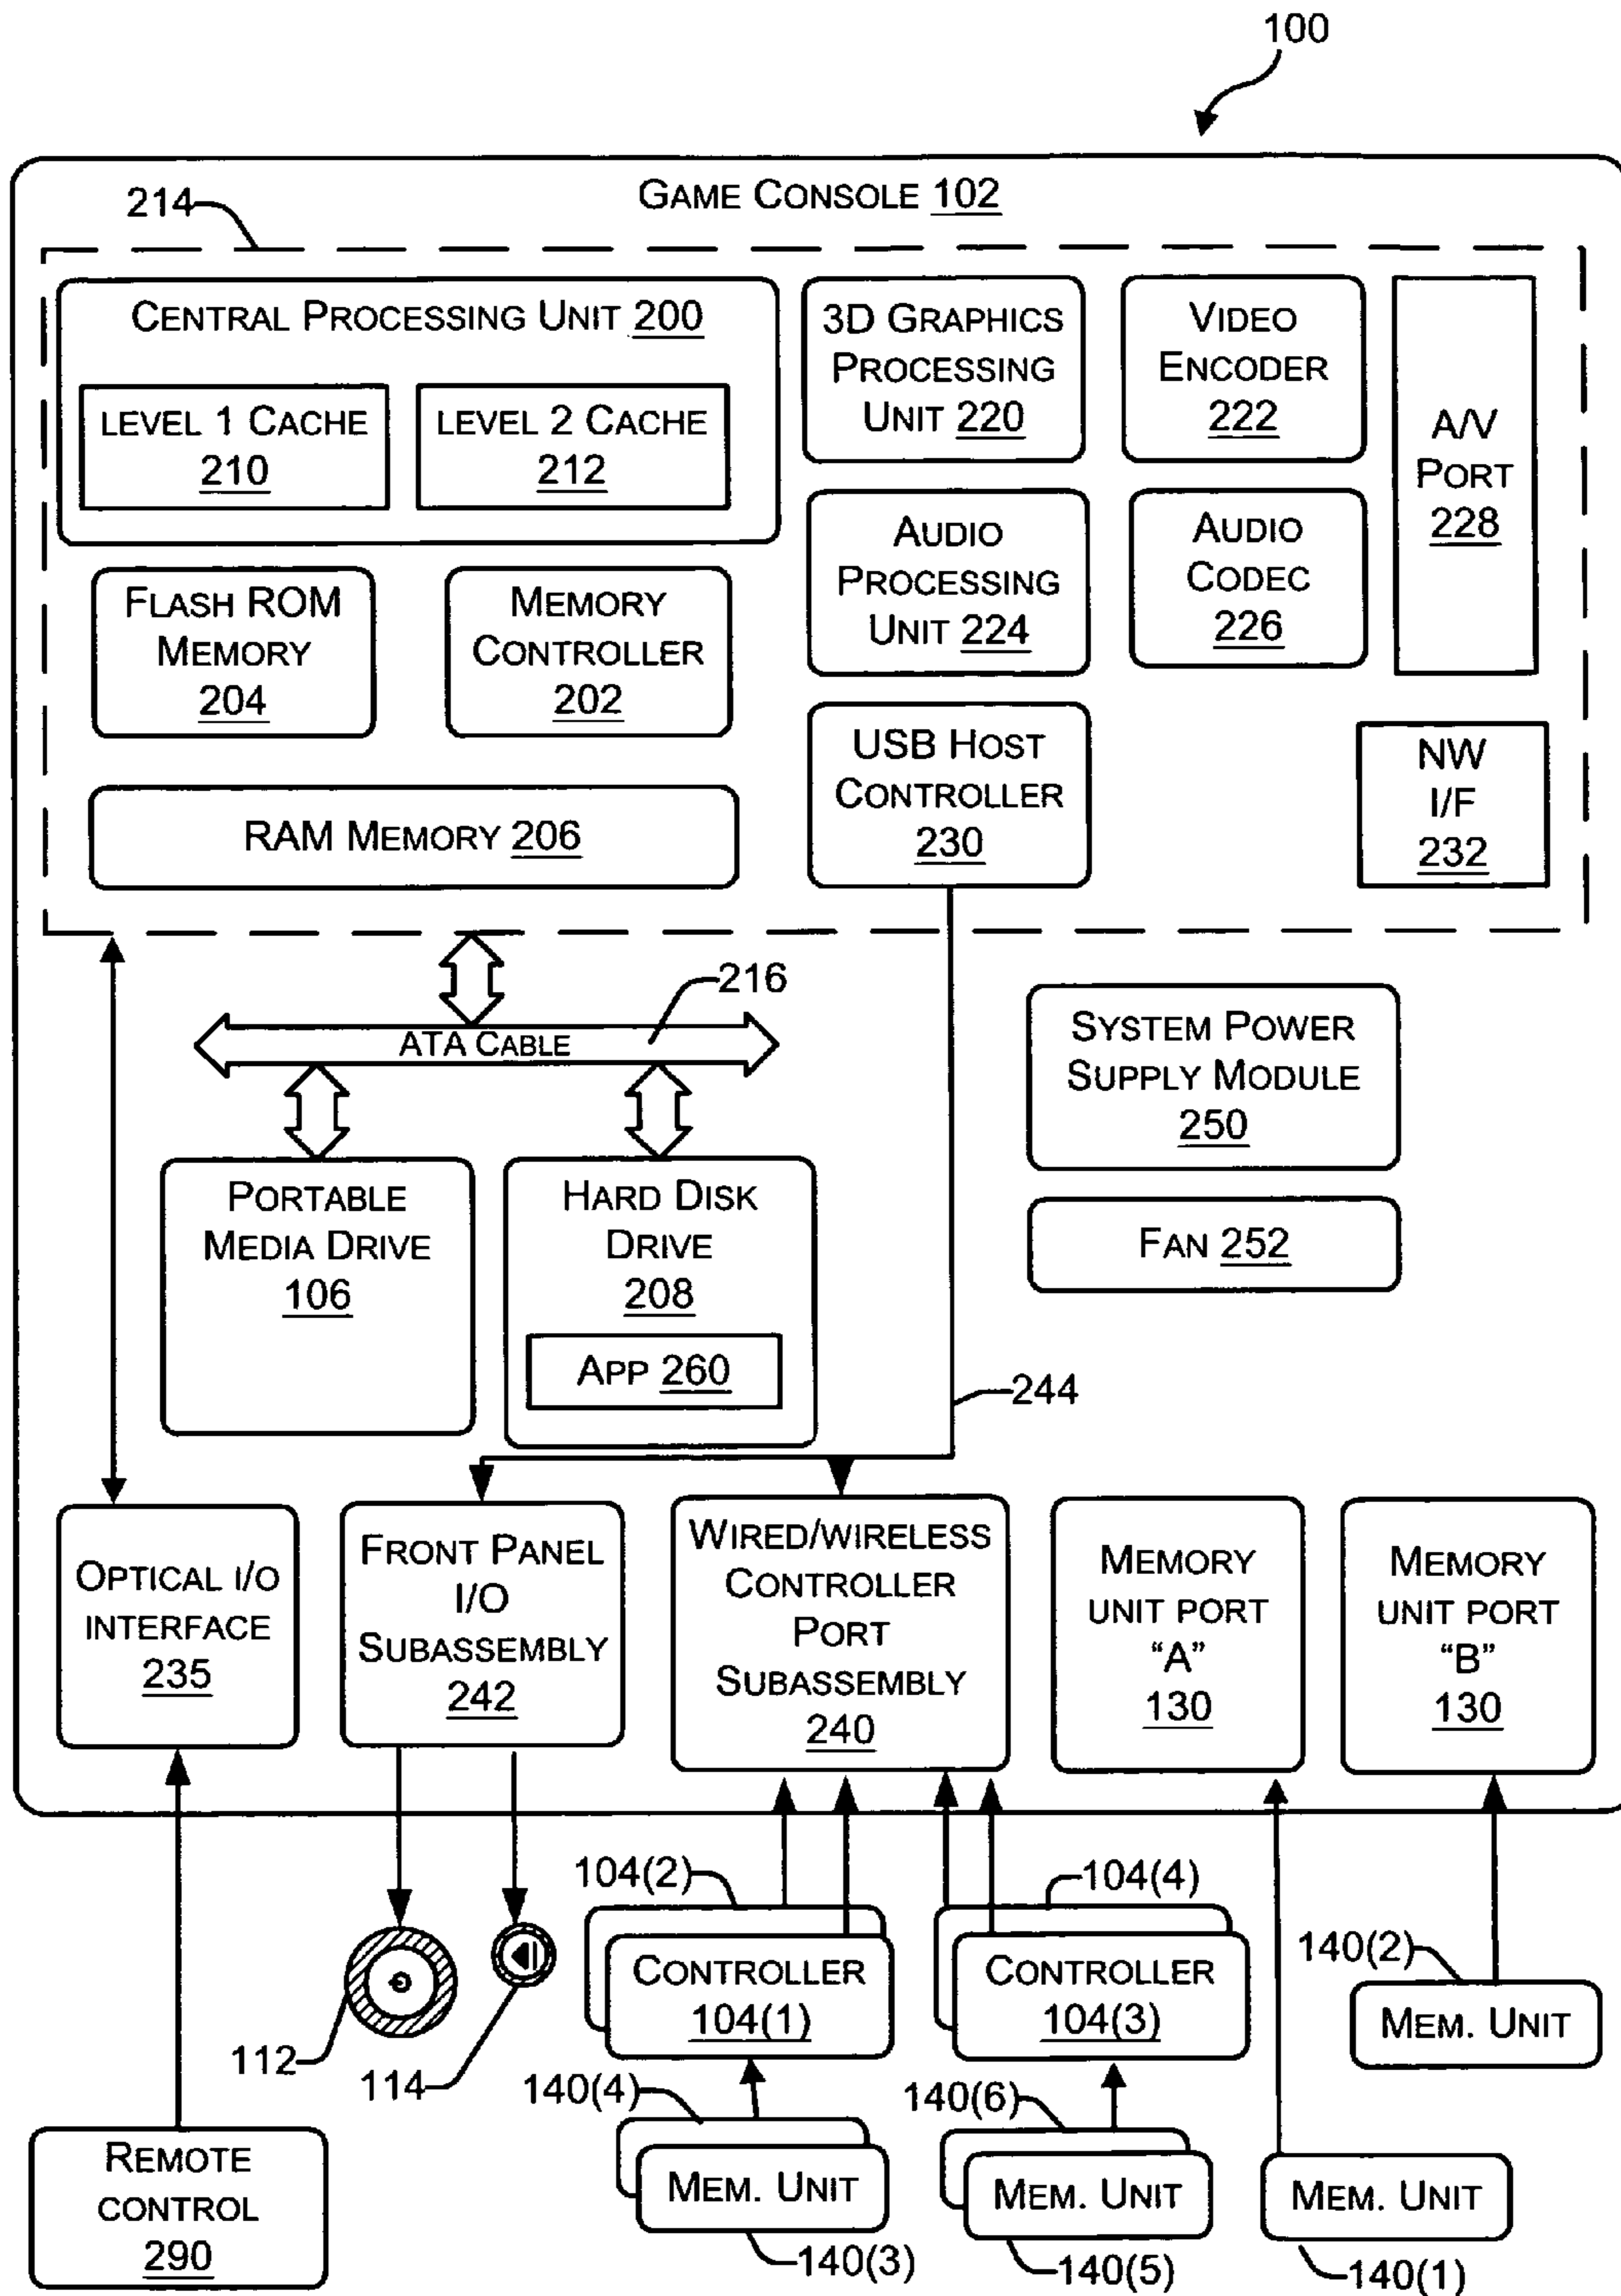 100
GAME CONSOLE 102
214
CENTRAL PROCESSING UNIT 200
LEVEL 1 CACHE
210
LEVEL 2 CACHE
212
3D GRAPHICS
PROCESSING
UNIT 220
VIDEO
ENCODER
222
A/V
PORT
228
FLASH ROM
MEMORY
204
MEMORY
CONTROLLER
202
AUDIO
PROCESSING
UNIT 224
AUDIO
CODEC
226
RAM MEMORY 206
USB HOST
CONTROLLER
230
NW
I/F
232
216
ATA CABLE
SYSTEM POWER
SUPPLY MODULE
250
PORTABLE
MEDIA DRIVE
106
HARD DISK
DRIVE
208
APP 260
FAN 252
244
OPTICAL I/O
INTERFACE
235
FRONT PANEL
I/O
SUBASSEMBLY
242
WIRED/WIRELESS
CONTROLLER
PORT
SUBASSEMBLY
240
MEMORY
UNIT PORT
“A”
130
MEMORY
UNIT PORT
“B”
130
104(2)
104(4)
CONTROLLER
104(1)
CONTROLLER
104(3)
140(2)
MEM. UNIT
112
114
140(4)
140(6)
REMOTE
CONTROL
290
MEM. UNIT
MEM. UNIT
MEM. UNIT
140(3)
140(5)
140(1)